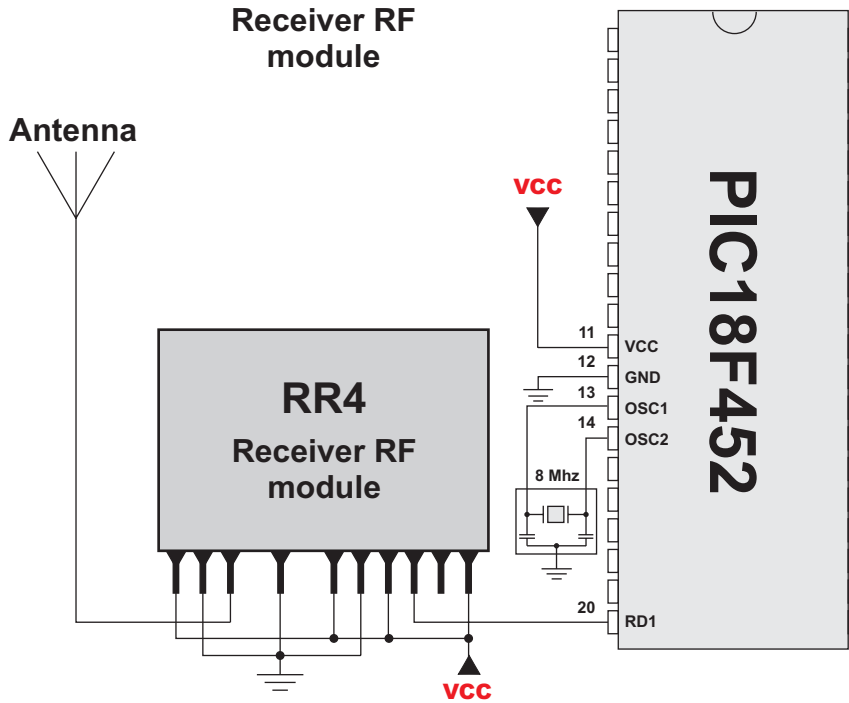 Receiver RF
module
Antenna
VCC
RR4
Receiver RF
module
PIC18F452
11
VCC
12
GND
13
OSC1
14
OSC2
8 Mhz
20
RD1
VCC